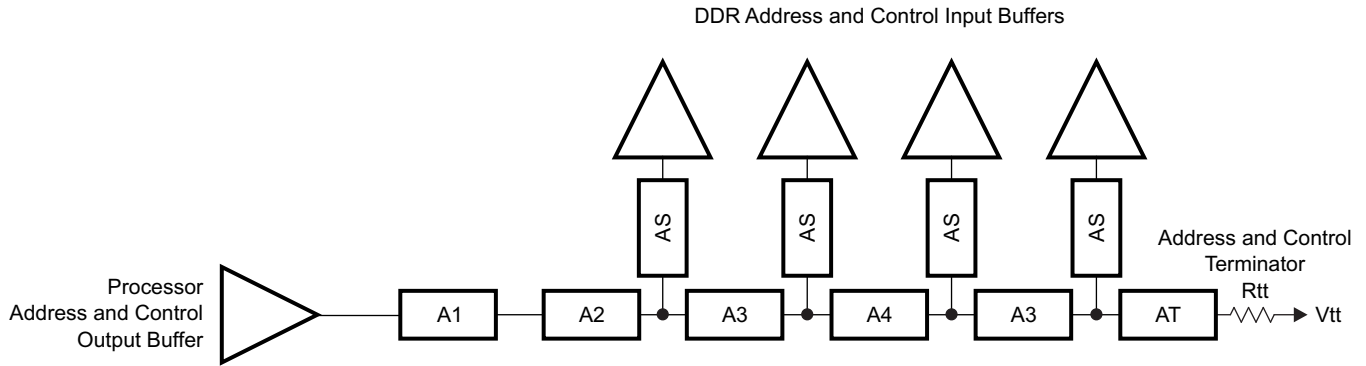 DDR Address and Control Input Buffers
AS
AS
AS
AS
Address and Control
Terminator
Rtt
Processor
Address and Control
Output Buffer
A1
A2
A3
A4
A3
AT
Vtt